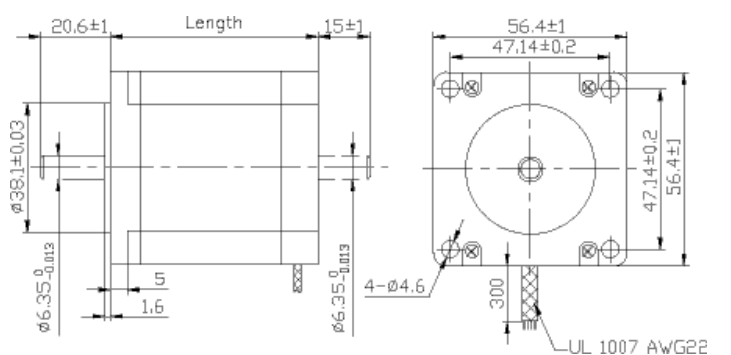 20.6±1
Length
15±1
56.4±1
47.14±0.2
Ø38.1±0.03
47.14±0.2
56.4±1
Ø6.35 0 -0.013
5
1.6
Ø6.35 0 -0.013
4-Ø4.6
300
UL 1007 AWG22